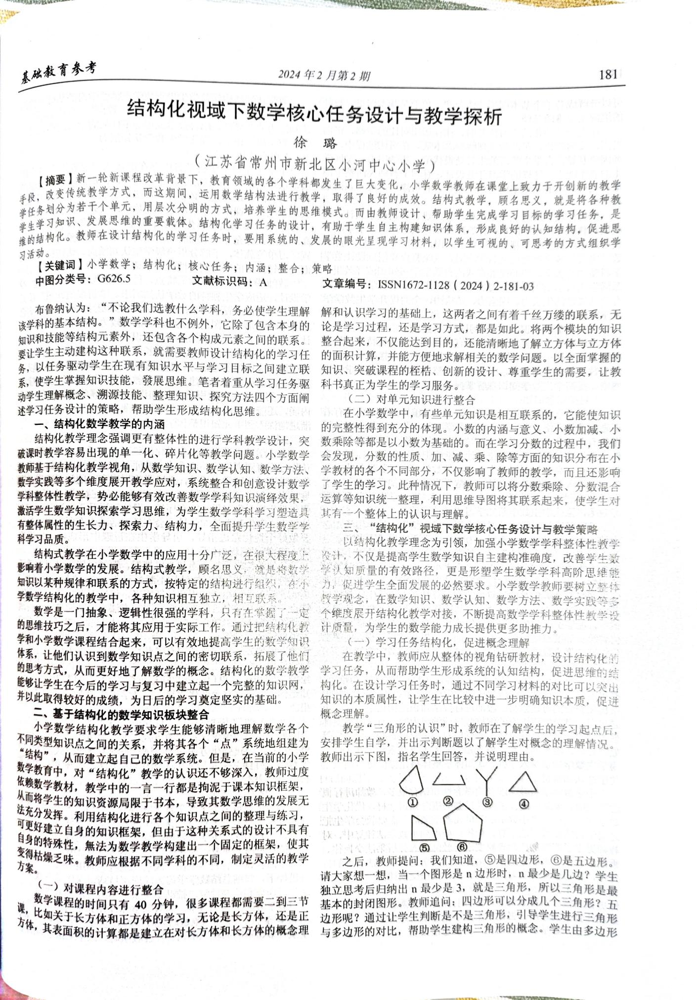 基础教育参考
2024 年 2 月第 2 期
181
结构化视域下数学核心任务设计与教学探析
徐 璐
（江苏省常州市新北区小河中心小学）
【摘要】新一轮新课程改革背景下，教育领域的各个学科都发生了巨大变化，小学数学教师在课堂上致力于开创新的教学
手段，改变传统教学方式，而这期间，运用数学结构法进行教学，取得了良好的成效。结构式教学，顾名思义，就是将各种教
学任务划分为若干个单元，用层次分明的方式，培养学生的思维模式。而由教师设计、帮助学生完成学习目标的学习任务，是
学生学习知识、发展思维的重要载体。结构化学习任务的设计，有助于学生自主构建知识体系，形成良好的认知结构，促进思
维的结构化。教师在设计结构化的学习任务时，要用系统的、发展的眼光呈现学习材料，以学生可视的、可思考的方式组织学
习活动。
【关键词】小学数学；结构化；核心任务；内涵；整合；策略
中图分类号：G626.5 文献标识码：A 文章编号：ISSN1672-1128（2024）2-181-03
布鲁纳认为：“不论我们选教什么学科，务必使学生理解
该学科的基本结构。”数学学科也不例外，它除了包含本身的
知识和技能等结构元素外，还包含各个构成元素之间的联系。
要让学生主动建构这种联系，就需要教师设计结构化的学习任
务，以任务驱动学生在现有知识水平与学习目标之间建立联
系，使学生掌握知识技能，發展思维。笔者着重从学习任务驱
动学生理解概念、溯源技能、整理知识、探究方法四个方面阐
述学习任务设计的策略，帮助学生形成结构化思维。
一、结构化数学教学的内涵
结构化教学理念强调更有整体性的进行学科教学设计，突
破课时教学容易出现的单一化、碎片化等教学问题。小学数学
教师基于结构化教学视角，从数学知识、数学认知、数学方法、
数学实践等多个维度展开教学应对，系统整合和创意设计数学
学科整体性教学，势必能够有效改善数学学科知识演绎效果，
激活学生数学知识探索学习思维，为学生数学学科学习塑造具
有整体属性的生长力、探索力、结构力，全面提升学生数学学
科学习品质。
结构式教学在小学数学中的应用十分广泛，在很大程度上
影响着小学数学的发展。结构式教学，顾名思义，就是将数学
知识以某种规律和联系的方式，按特定的结构进行组织，在小
学数学结构化的教学中，各种知识相互独立，相互联系。
数学是一门抽象、逻辑性很强的学科，只有在掌握了一定
的思维技巧之后，才能将其应用于实际工作。通过把结构化教
学和小学数学课程结合起来，可以有效地提高学生的数学知识
体系，让他们认识到数学知识点之间的密切联系，拓展了他们
的思考方式，从而更好地了解数学的概念。结构化的数学教学
能够让学生在今后的学习与复习中建立起一个完整的知识网，
并以此取得较好的成绩，为日后的学习奠定坚实的基础。
二、基于结构化的数学知识板块整合
小学数学结构化教学要求学生能够清晰地理解数学各个
不同类型知识点之间的关系，并将其各个“点”系统地组建为
“结构”，从而建立起自己的数学系统。但是，在当前的小学
数学教育中，对“结构化”教学的认识还不够深入，教师过度
依赖数学教材，教学中的一言一行都是拘泥于课本知识框架，
从而将学生的知识资源局限于书本，导致其数学思维的发展无
法充分发挥。利用结构化进行各个知识点之间的整理与练习，
可更好建立自身的知识框架，但由于这种关系式的设计不具有
自身的特殊性，無法为数学教学构建出一个固定的框架，使其
变得枯燥乏味。教师应根据不同学科的不同，制定灵活的教学
方案。
（一）对课程内容进行整合
数学课程的时间只有 40 分钟，很多课程都需要二到三节
课，比如关于长方体和正方体的学习，无论是长方体，还是正
方体，其表面积的计算都是建立在对长方体和长方体的概念理
解和认识学习的基础上，这两者之间有着千丝万缕的联系，无
论是学习过程，还是学习方式，都是如此。将两个模块的知识
整合起来，不仅能达到目的，还能清晰地了解立方体与立方体
的面积计算，并能方便地求解相关的数学问题。以全面掌握的
知识、突破课程的桎梏、创新的设计、尊重学生的需要，让教
科书真正为学生的学习服务。
（二）对单元知识进行整合
在小学数学中，有些单元知识是相互联系的，它能使知识
的完整性得到充分的体现。小数的内涵与意义、小数加减、小
数乘除等都是以小数为基础的。而在学习分数的过程中，我们
会发现，分数的性质、加、减、乘、除等方面的知识分布在小
学教材的各个不同部分，不仅影响了教师的教学，而且还影响
了学生的学习。此种情况下，教师可以将分数乘除、分数混合
运算等知识统一整理，利用思维导图将其联系起来，使学生对
其有一个整体上的认识与理解。
三、“结构化”视域下数学核心任务设计与教学策略
以结构化教学理念为引领，加强小学数学学科整体性教学
设计，不仅是提高学生数学知识自主建构准确度，改善学生数
学认知质量的有效路径，更是形塑学生数学学科高阶思维能
力，促进学生全面发展的必然要求。小学数学教师要树立整体
教学观念，在数学知识、数学认知、数学方法、数学实践等多
个维度展开结构化教学对接，不断提高数学学科整体性教学设
计质量，为学生的数学能力成长提供更多助推力。
（一）学习任务结构化，促进概念理解
在教学中，教师应从整体的视角钻研教材，设计结构化的
学习任务，从而帮助学生形成系统的认知结构，促进思维的结
构化。在设计学习任务时，通过不同学习材料的对比可以突出
知识的本质属性，让学生在比较中进一步明确知识本质，促进
概念理解。
教学“三角形的认识”时，教师在了解学生的学习起点后，
安排学生自学，并出示判断题以了解学生对概念的理解情况。
教师出示下图，指名学生回答，并说明理由。
① ② ③ ④
⑤ ⑥
之后，教师提问：我们知道，⑤是四边形，⑥是五边形。
请大家想一想，当一个图形是 n 边形时，n 最少是几边？学生
独立思考后归纳出 n 最少是 3，就是三角形，所以三角形是最
基本的封闭图形。教师追问：四边形可以分成几个三角形？五
边形呢？通过让学生判断是不是三角形，引导学生进行三角形
与多边形的对比，帮助学生建构三角形的概念。学生由多边形